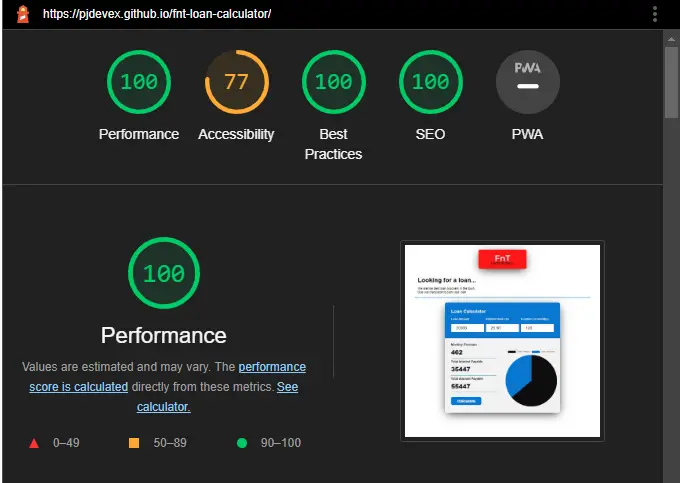 https://pjdevex.github.io/fnt-loan-calculator/
100
77
100
100
PWA
Performance
Accessibility
Best
Practices
SEO
PWA
100
Performance
Values are estimated and may vary. The performance
score is calculated directly from these metrics. See
calculator.
0–49
50–89
90–100
FnT
Looking for a loan...
Loan Calculator
462
35447
55447